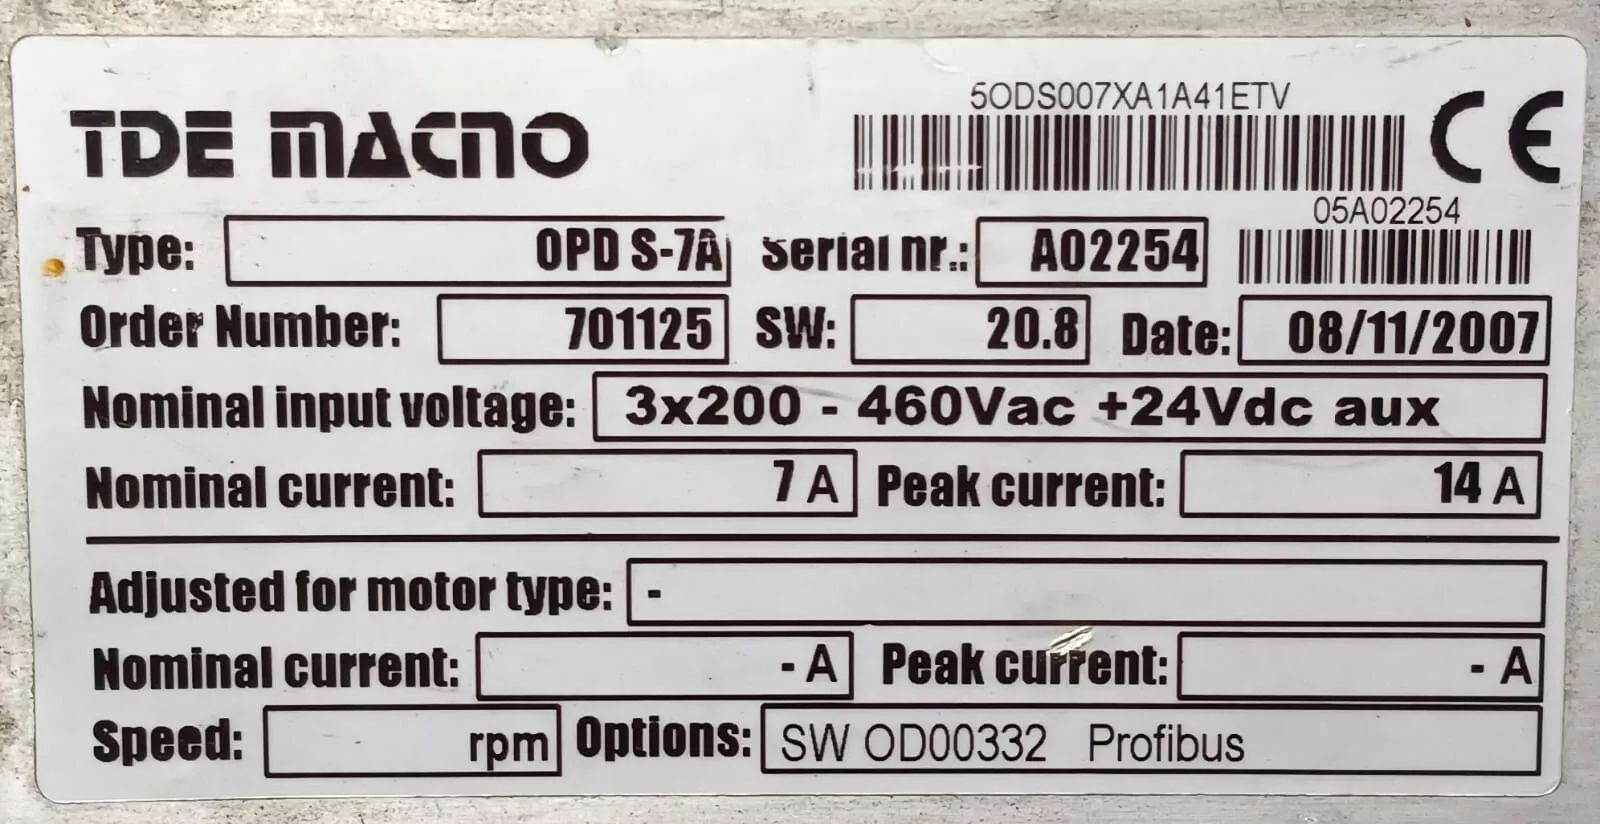 5ODS007XA1A41ETV
TDE MACNO CE
05A02254
Type: OPD S-7A Serial nr.: A02254
Order Number: 701125 SW: 20.8 Date: 08/11/2007
Nominal input voltage: 3x200 - 460Vac +24Vdc aux
Nominal current: 7 A Peak current: 14 A
Adjusted for motor type: -
Nominal current: - A Peak current: - A
Speed: rpm Options: SW OD00332 Profibus